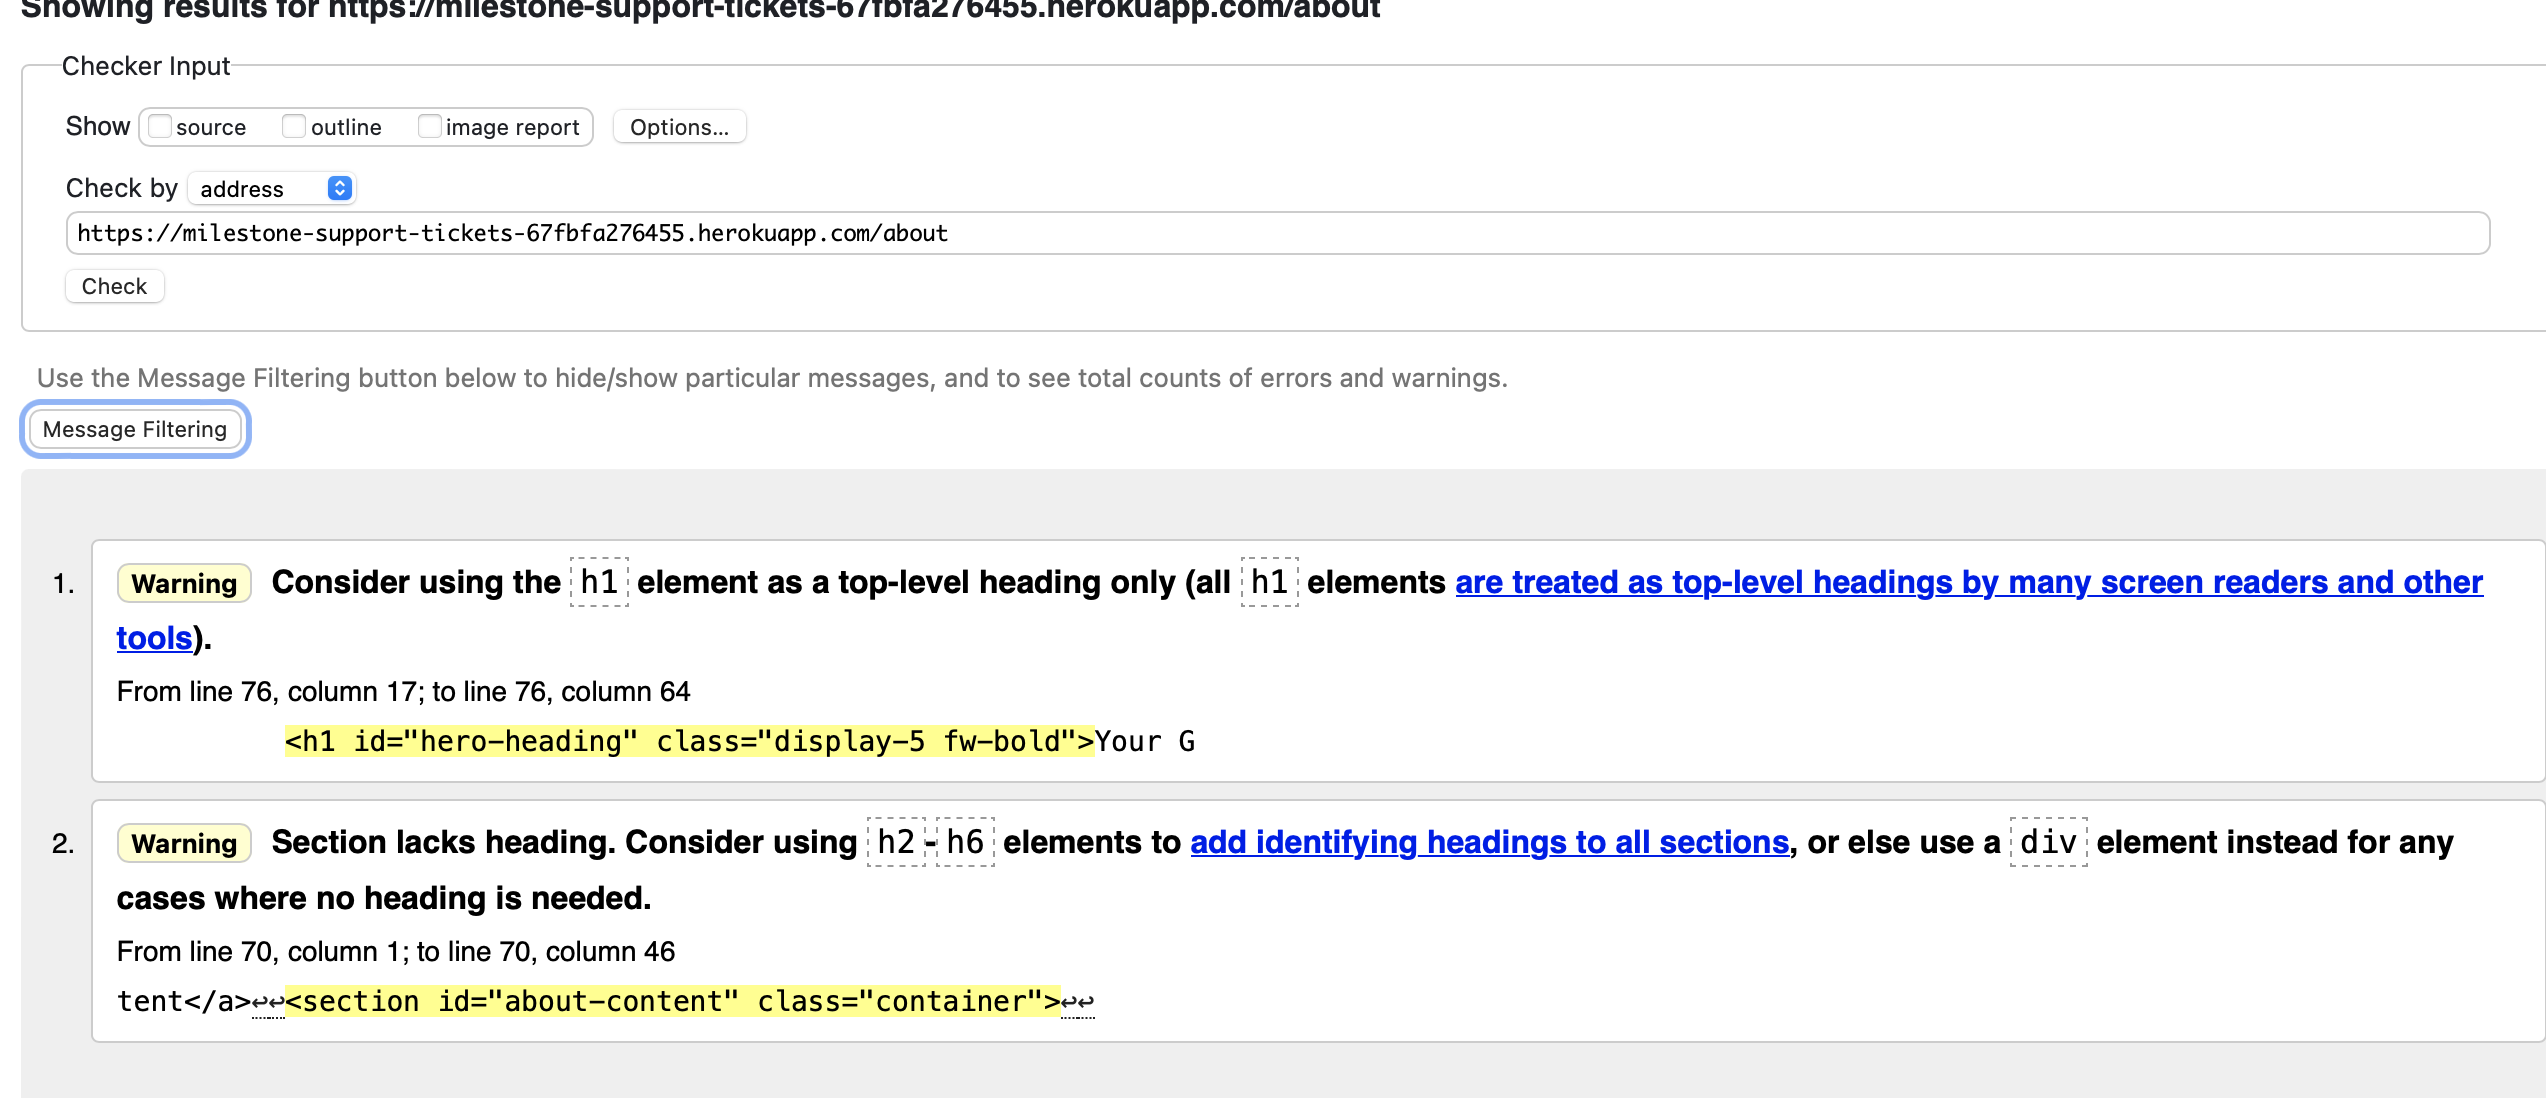 Showing results for https://milestone-support-tickets-67fbfa276455.herokuapp.com/about
Checker Input
Show source outline image report Options...
Check by address
https://milestone-support-tickets-67fbfa276455.herokuapp.com/about
Check
Use the Message Filtering button below to hide/show particular messages, and to see total counts of errors and warnings.
Message Filtering
1. Warning Consider using the h1 element as a top-level heading only (all h1 elements are treated as top-level headings by many screen readers and other
tools).
From line 76, column 17; to line 76, column 64
<h1 id="hero-heading" class="display-5 fw-bold">Your G
2. Warning Section lacks heading. Consider using h2-h6 elements to add identifying headings to all sections, or else use a div element instead for any
cases where no heading is needed.
From line 70, column 1; to line 70, column 46
tent</a>↩↩<section id="about-content" class="container">↩↩